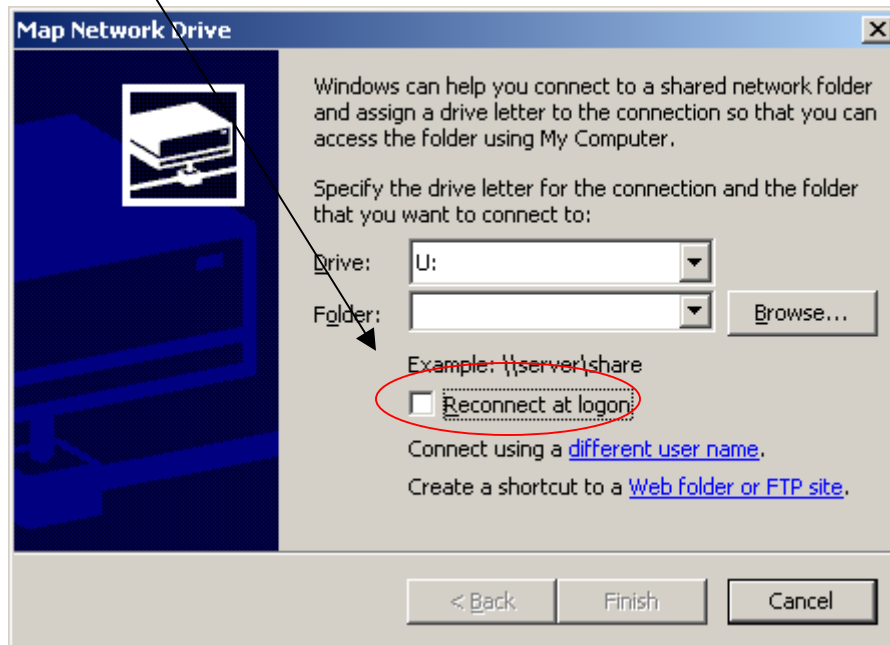 Map Network Drive
Windows can help you connect to a shared network folder
and assign a drive letter to the connection so that you can
access the folder using My Computer.
Specify the drive letter for the connection and the folder
that you want to connect to:
Drive: U:
Folder: Browse...
Example: \\server\share
Reconnect at logon
Connect using a different user name.
Create a shortcut to a Web folder or FTP site.
< Back Finish Cancel